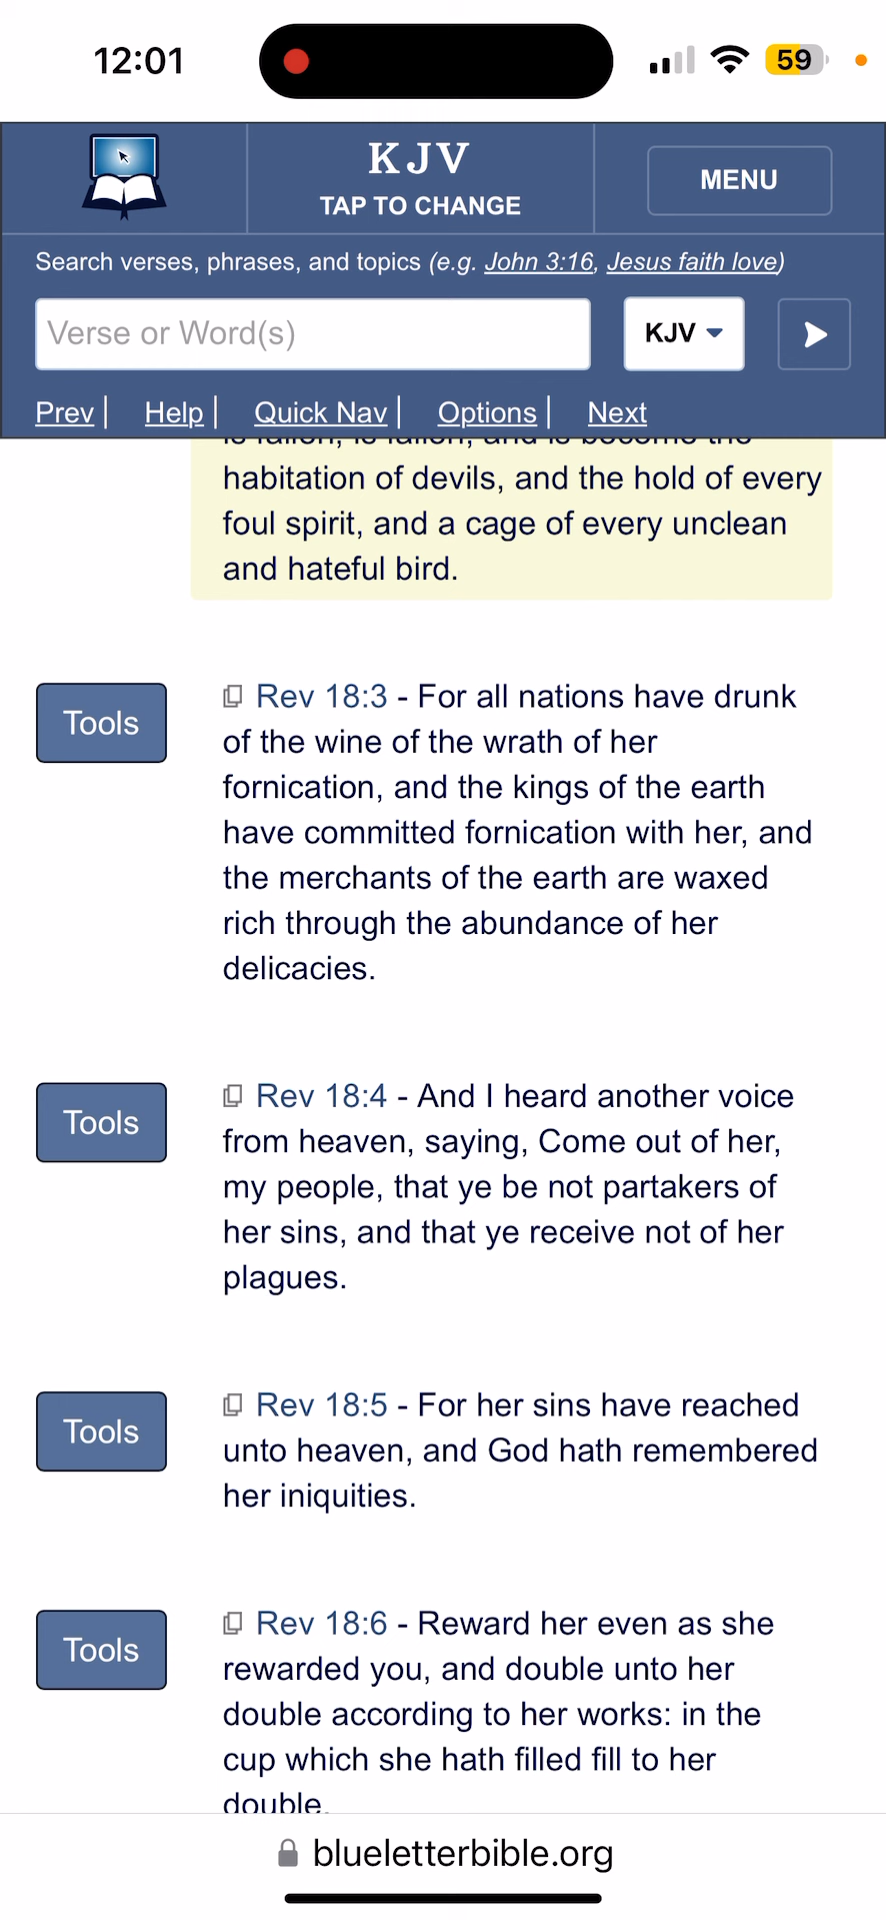 12:01
59
KJV
TAP TO CHANGE
MENU
Search verses, phrases, and topics (e.g. John 3:16, Jesus faith love)
Verse or Word(s)
KJV
Prev | Help | Quick Nav | Options | Next
is fallen, is fallen, and is become the
habitation of devils, and the hold of every
foul spirit, and a cage of every unclean
and hateful bird.
Tools
Rev 18:3 - For all nations have drunk
of the wine of the wrath of her
fornication, and the kings of the earth
have committed fornication with her, and
the merchants of the earth are waxed
rich through the abundance of her
delicacies.
Tools
Rev 18:4 - And I heard another voice
from heaven, saying, Come out of her,
my people, that ye be not partakers of
her sins, and that ye receive not of her
plagues.
Tools
Rev 18:5 - For her sins have reached
unto heaven, and God hath remembered
her iniquities.
Tools
Rev 18:6 - Reward her even as she
rewarded you, and double unto her
double according to her works: in the
cup which she hath filled fill to her
double.
blueletterbible.org